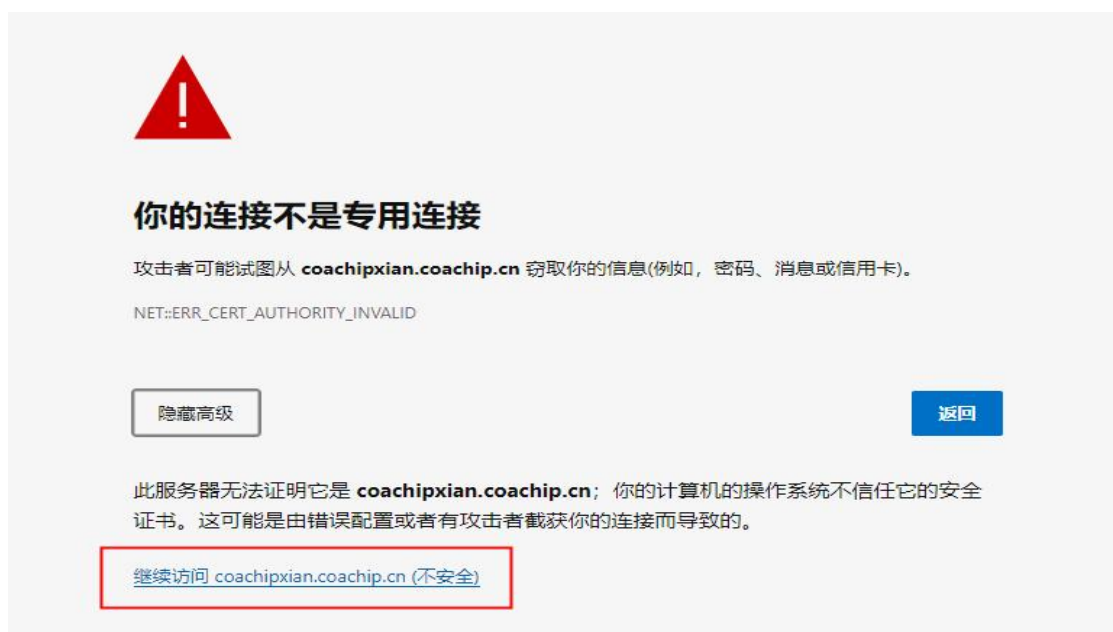 你的连接不是专用连接
攻击者可能试图从 coachipxian.coachip.cn 窃取你的信息(例如，密码、消息或信用卡)。
NET::ERR_CERT_AUTHORITY_INVALID
隐藏高级
返回
此服务器无法证明它是 coachipxian.coachip.cn；你的计算机的操作系统不信任它的安全
证书。这可能是由错误配置或者有攻击者截获你的连接而导致的。
继续访问 coachipxian.coachip.cn (不安全)